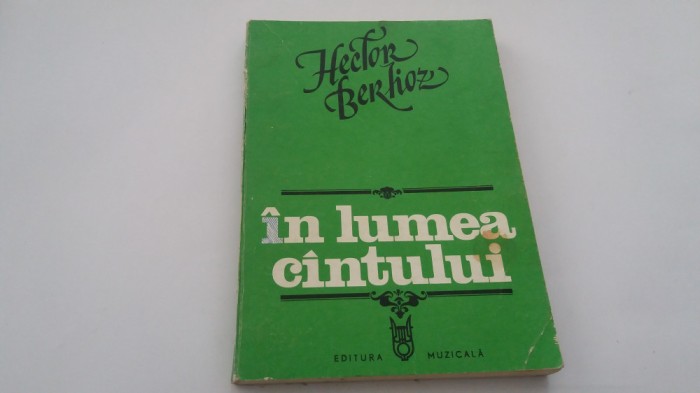 Hector
Berlioz
în lumea
cîntului
EDITURA MUZICALĂ